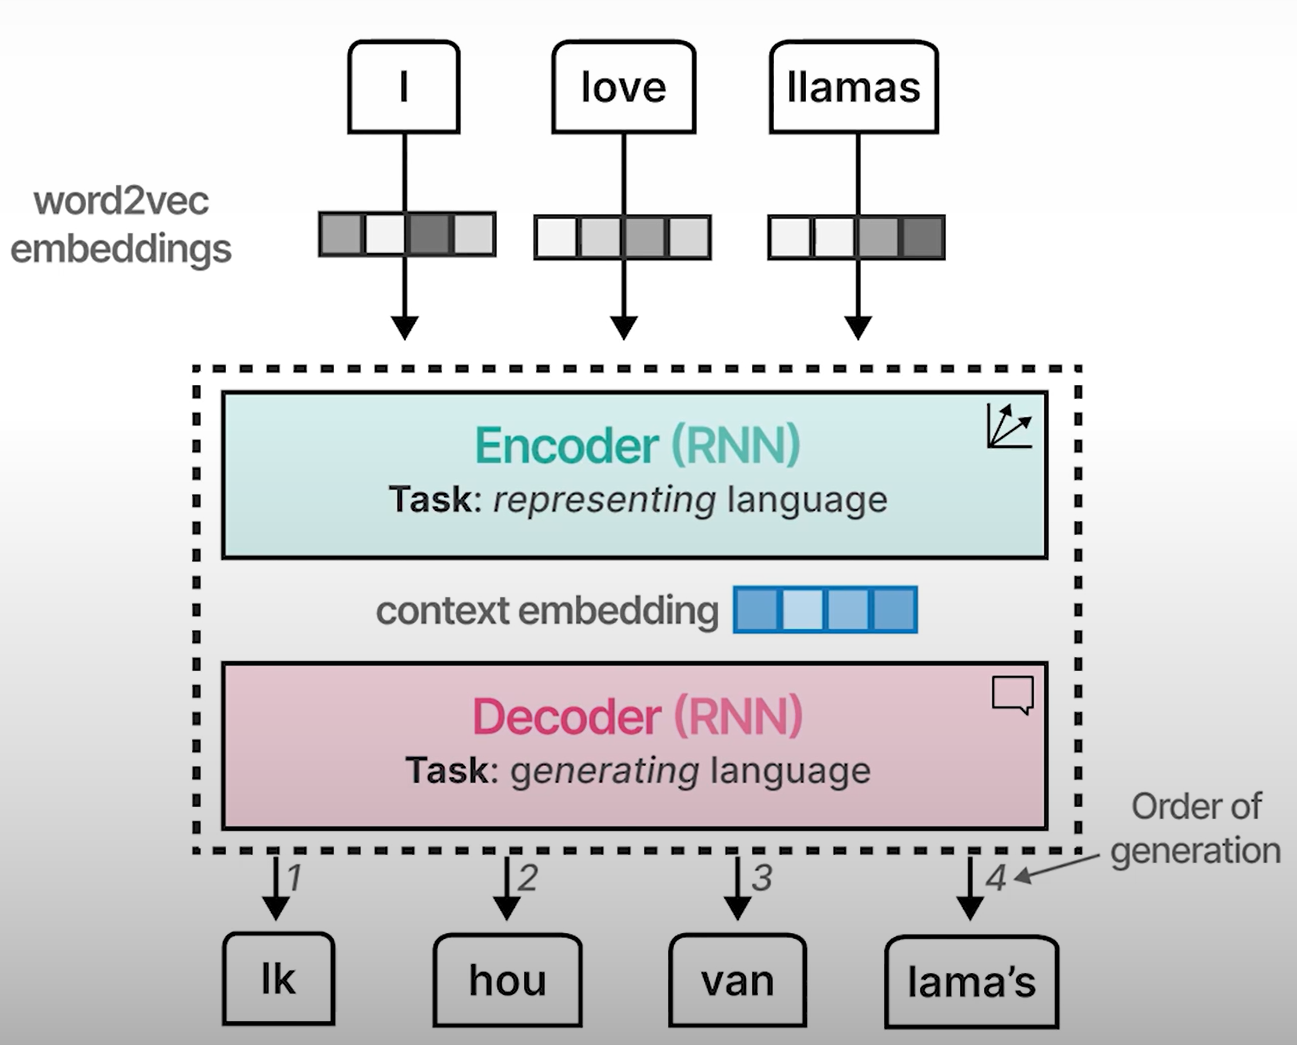 I
love
llamas
word2vec
embeddings
Encoder (RNN)
Task: representing language
context embedding
Decoder (RNN)
Task: generating language
Order of
generation
1
2
3
4
Ik
hou
van
lama's